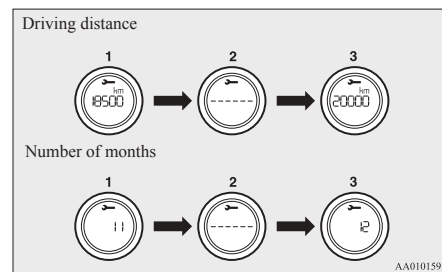 Driving distance
1 2 3
km km
18500 ------ 20000
Number of months
1 2 3
11 ------ 12
AA010159